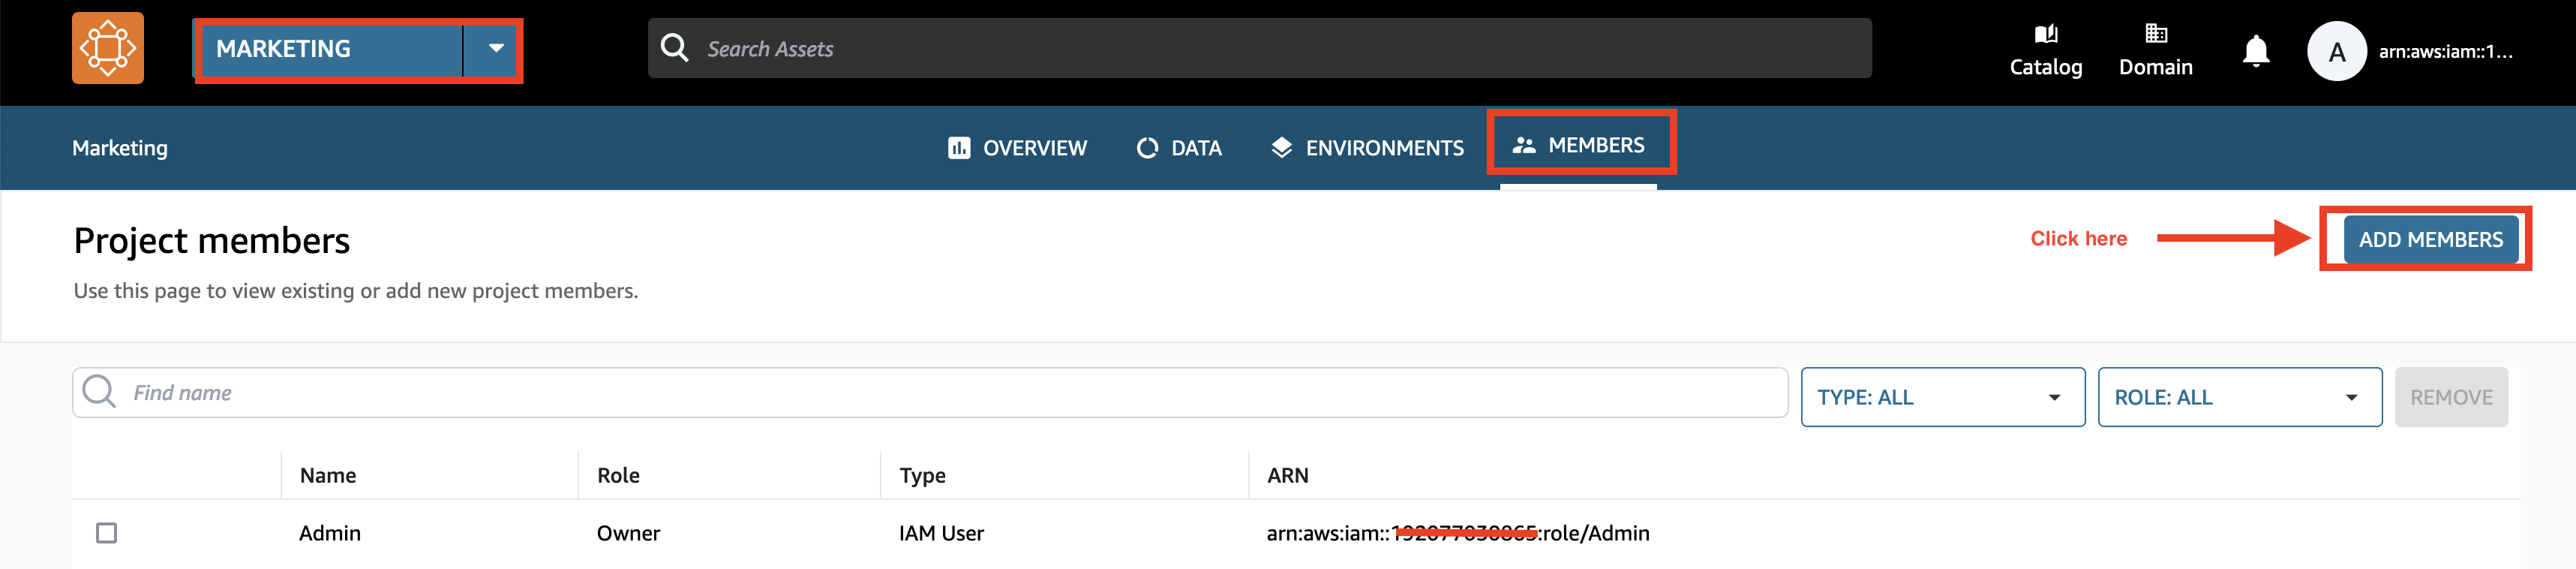 MARKETING
Search Assets
Catalog
Domain
A
arn:aws:iam::1...
Marketing
OVERVIEW
DATA
ENVIRONMENTS
MEMBERS
Project members
Click here
ADD MEMBERS
Use this page to view existing or add new project members.
Find name
TYPE: ALL
ROLE: ALL
REMOVE
Name Role Type ARN
Admin Owner IAM User arn:aws:iam:: :role/Admin